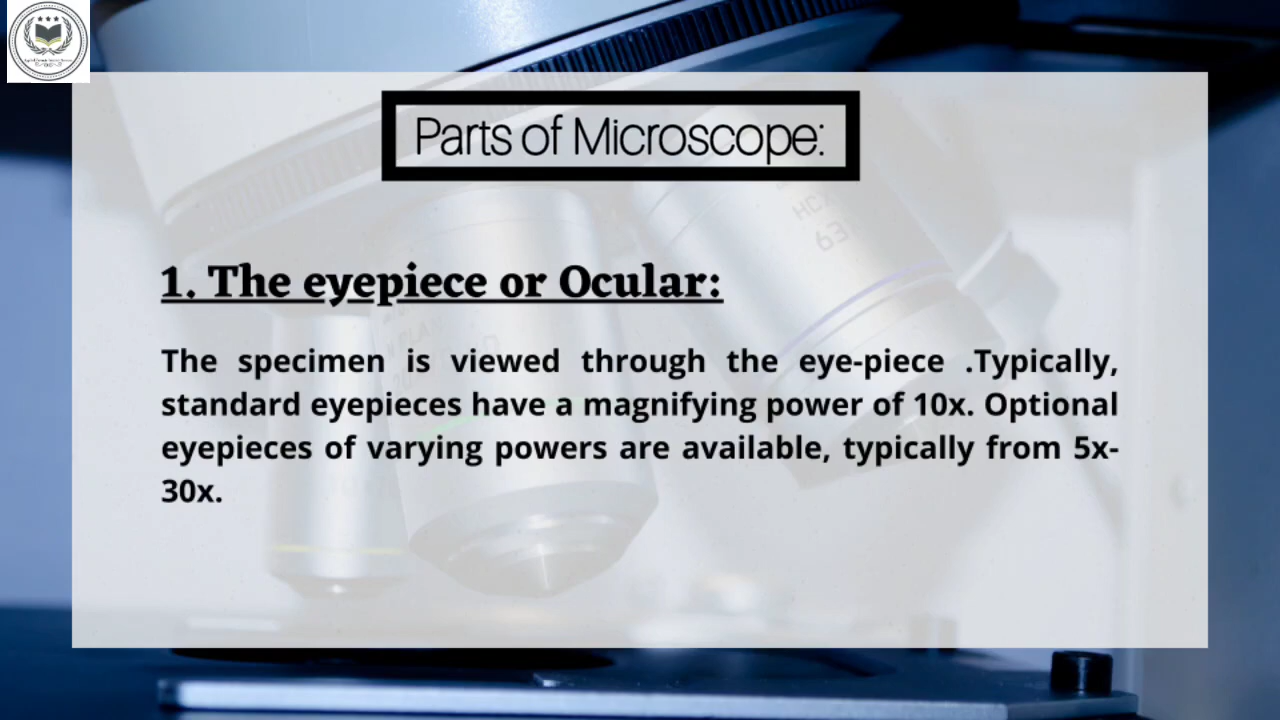 Parts of Microscope:
1. The eyepiece or Ocular:
The specimen is viewed through the eye-piece .Typically,
standard eyepieces have a magnifying power of 10x. Optional
eyepieces of varying powers are available, typically from 5x-
30x.